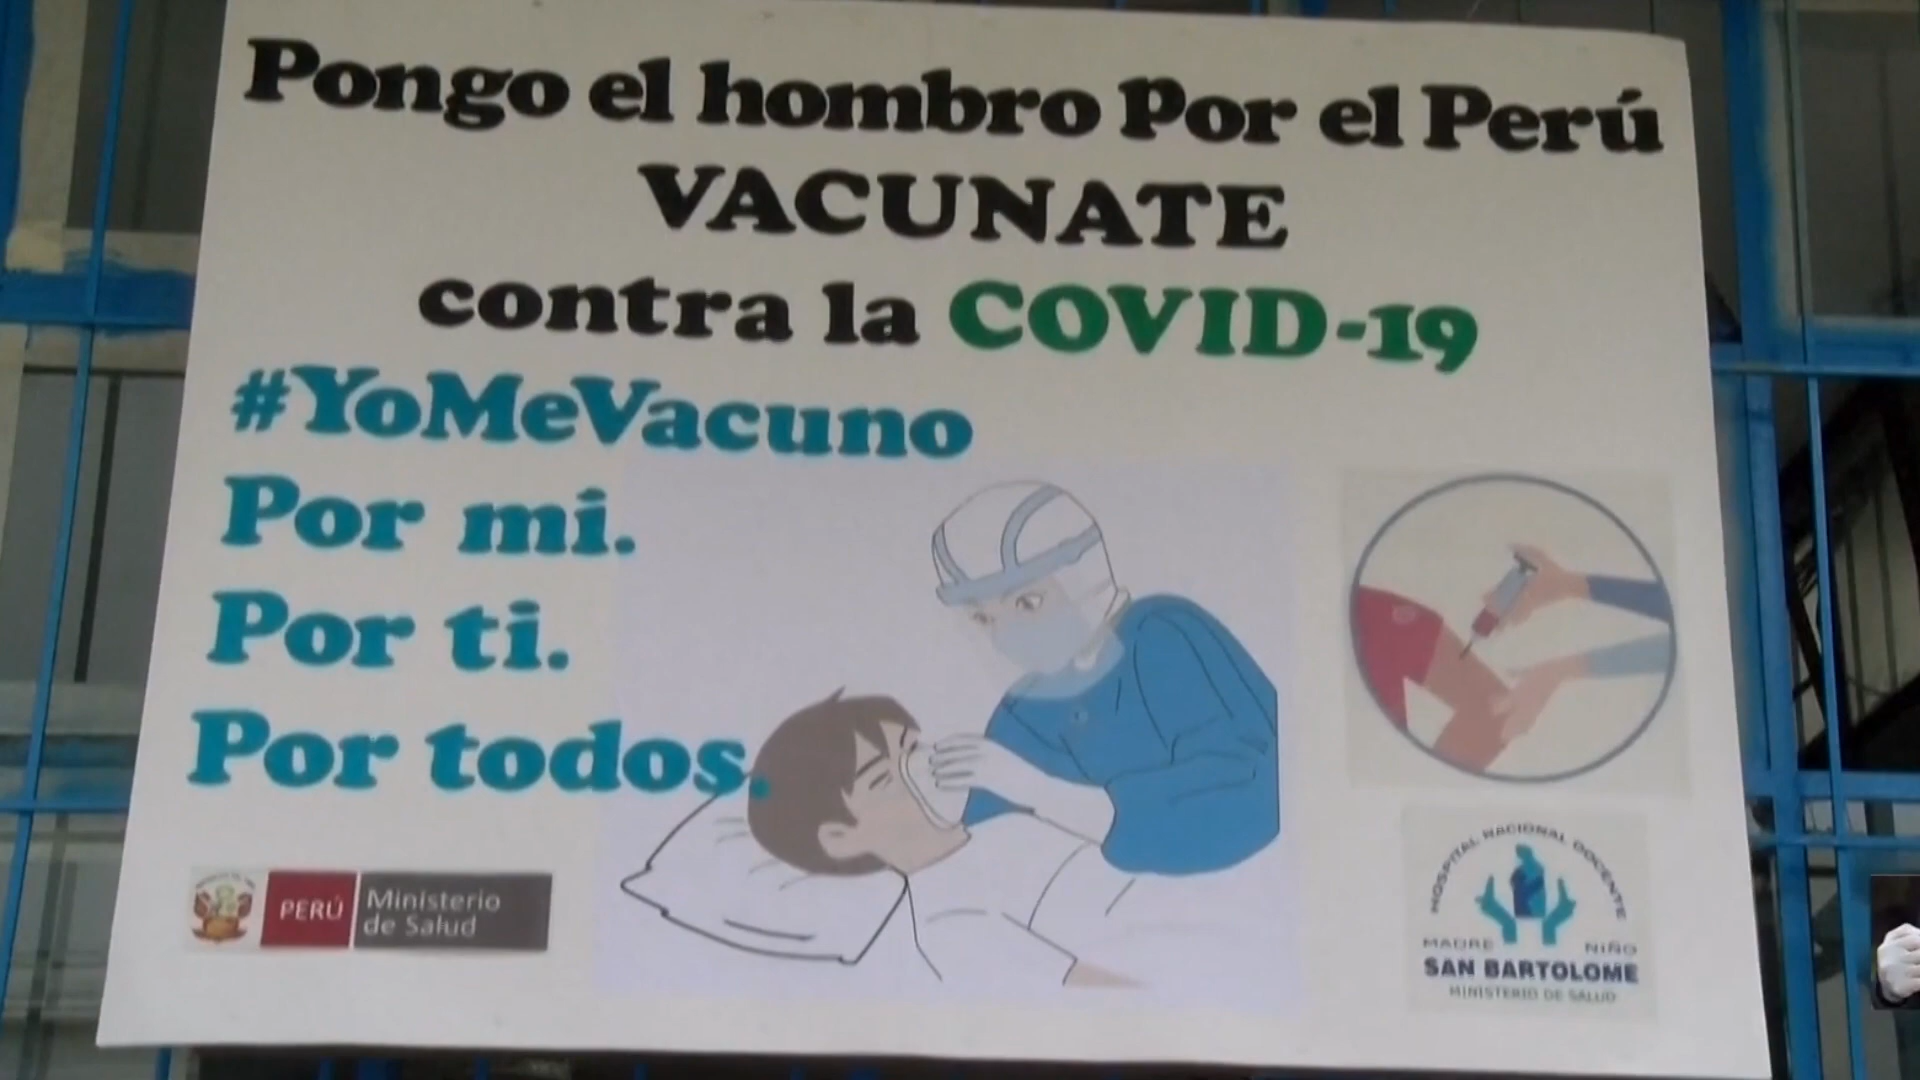 Pongo el hombro Por el Perú
VACUNATE
contra la COVID-19
#YoMeVacuno
Por mi.
Por ti.
Por todos.
PERÚ
Ministerio
de Salud
HOSPITAL NACIONAL DOCENTE
MADRE NIÑO
SAN BARTOLOME
MINISTERIO DE SALUD